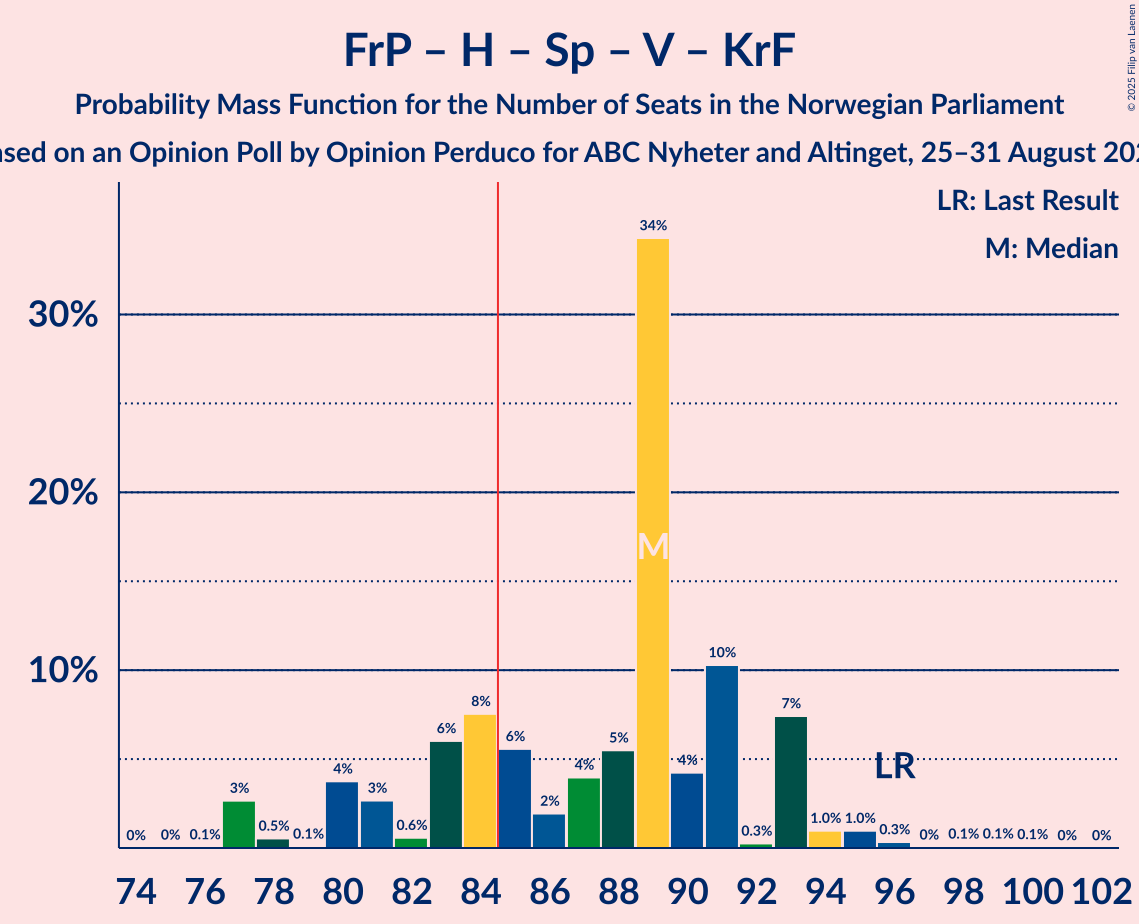 FrP – H – Sp – V – KrF
Probability Mass Function for the Number of Seats in the Norwegian Parliament
on an Opinion Poll by Opinion Perduco for ABC Nyheter and Altinget, 25–31 August
© 2025 Filip van Laenen
LR: Last Result
M: Median
30%
20%
10%
0% 0% 0.1% 3% 0.5% 0.1% 4% 3% 0.6% 6% 8% 6% 2% 4% 5% 34% 4% 10% 0.3% 7% 1.0% 1.0% 0.3% 0% 0.1% 0.1% 0.1% 0% 0%
M
LR
74 76 78 80 82 84 86 88 90 92 94 96 98 100 102